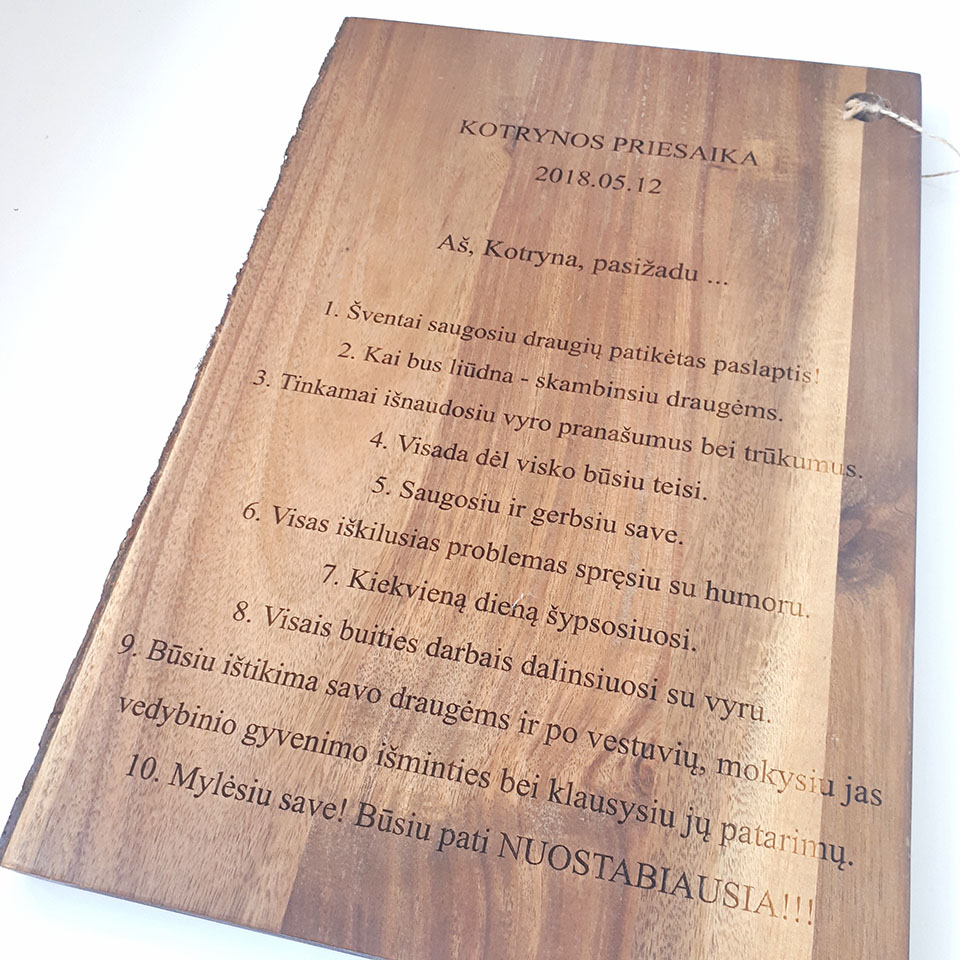 KOTRYNOS PRIESAIKA
2018.05.12
Aš, Kotryna, pasižadu ...
1. Šventai saugosiu draugių patikėtas paslaptis!
2. Kai bus liūdna - skambinsiu draugėms.
3. Tinkamai išnaudosiu vyro pranašumus bei trūkumus.
4. Visada dėl visko būsiu teisi.
5. Saugosiu ir gerbsiu save.
6. Visas iškilusias problemas spręsiu su humoru.
7. Kiekvieną dieną šypsosiuosi.
8. Visais buities darbais dalinsiuosi su vyru.
9. Būsiu ištikima savo draugėms ir po vestuvių, mokysiu jas
vedybinio gyvenimo išminties bei klausysiu jų patarimų.
10. Mylėsiu save! Būsiu pati NUOSTABIAUSIA!!!